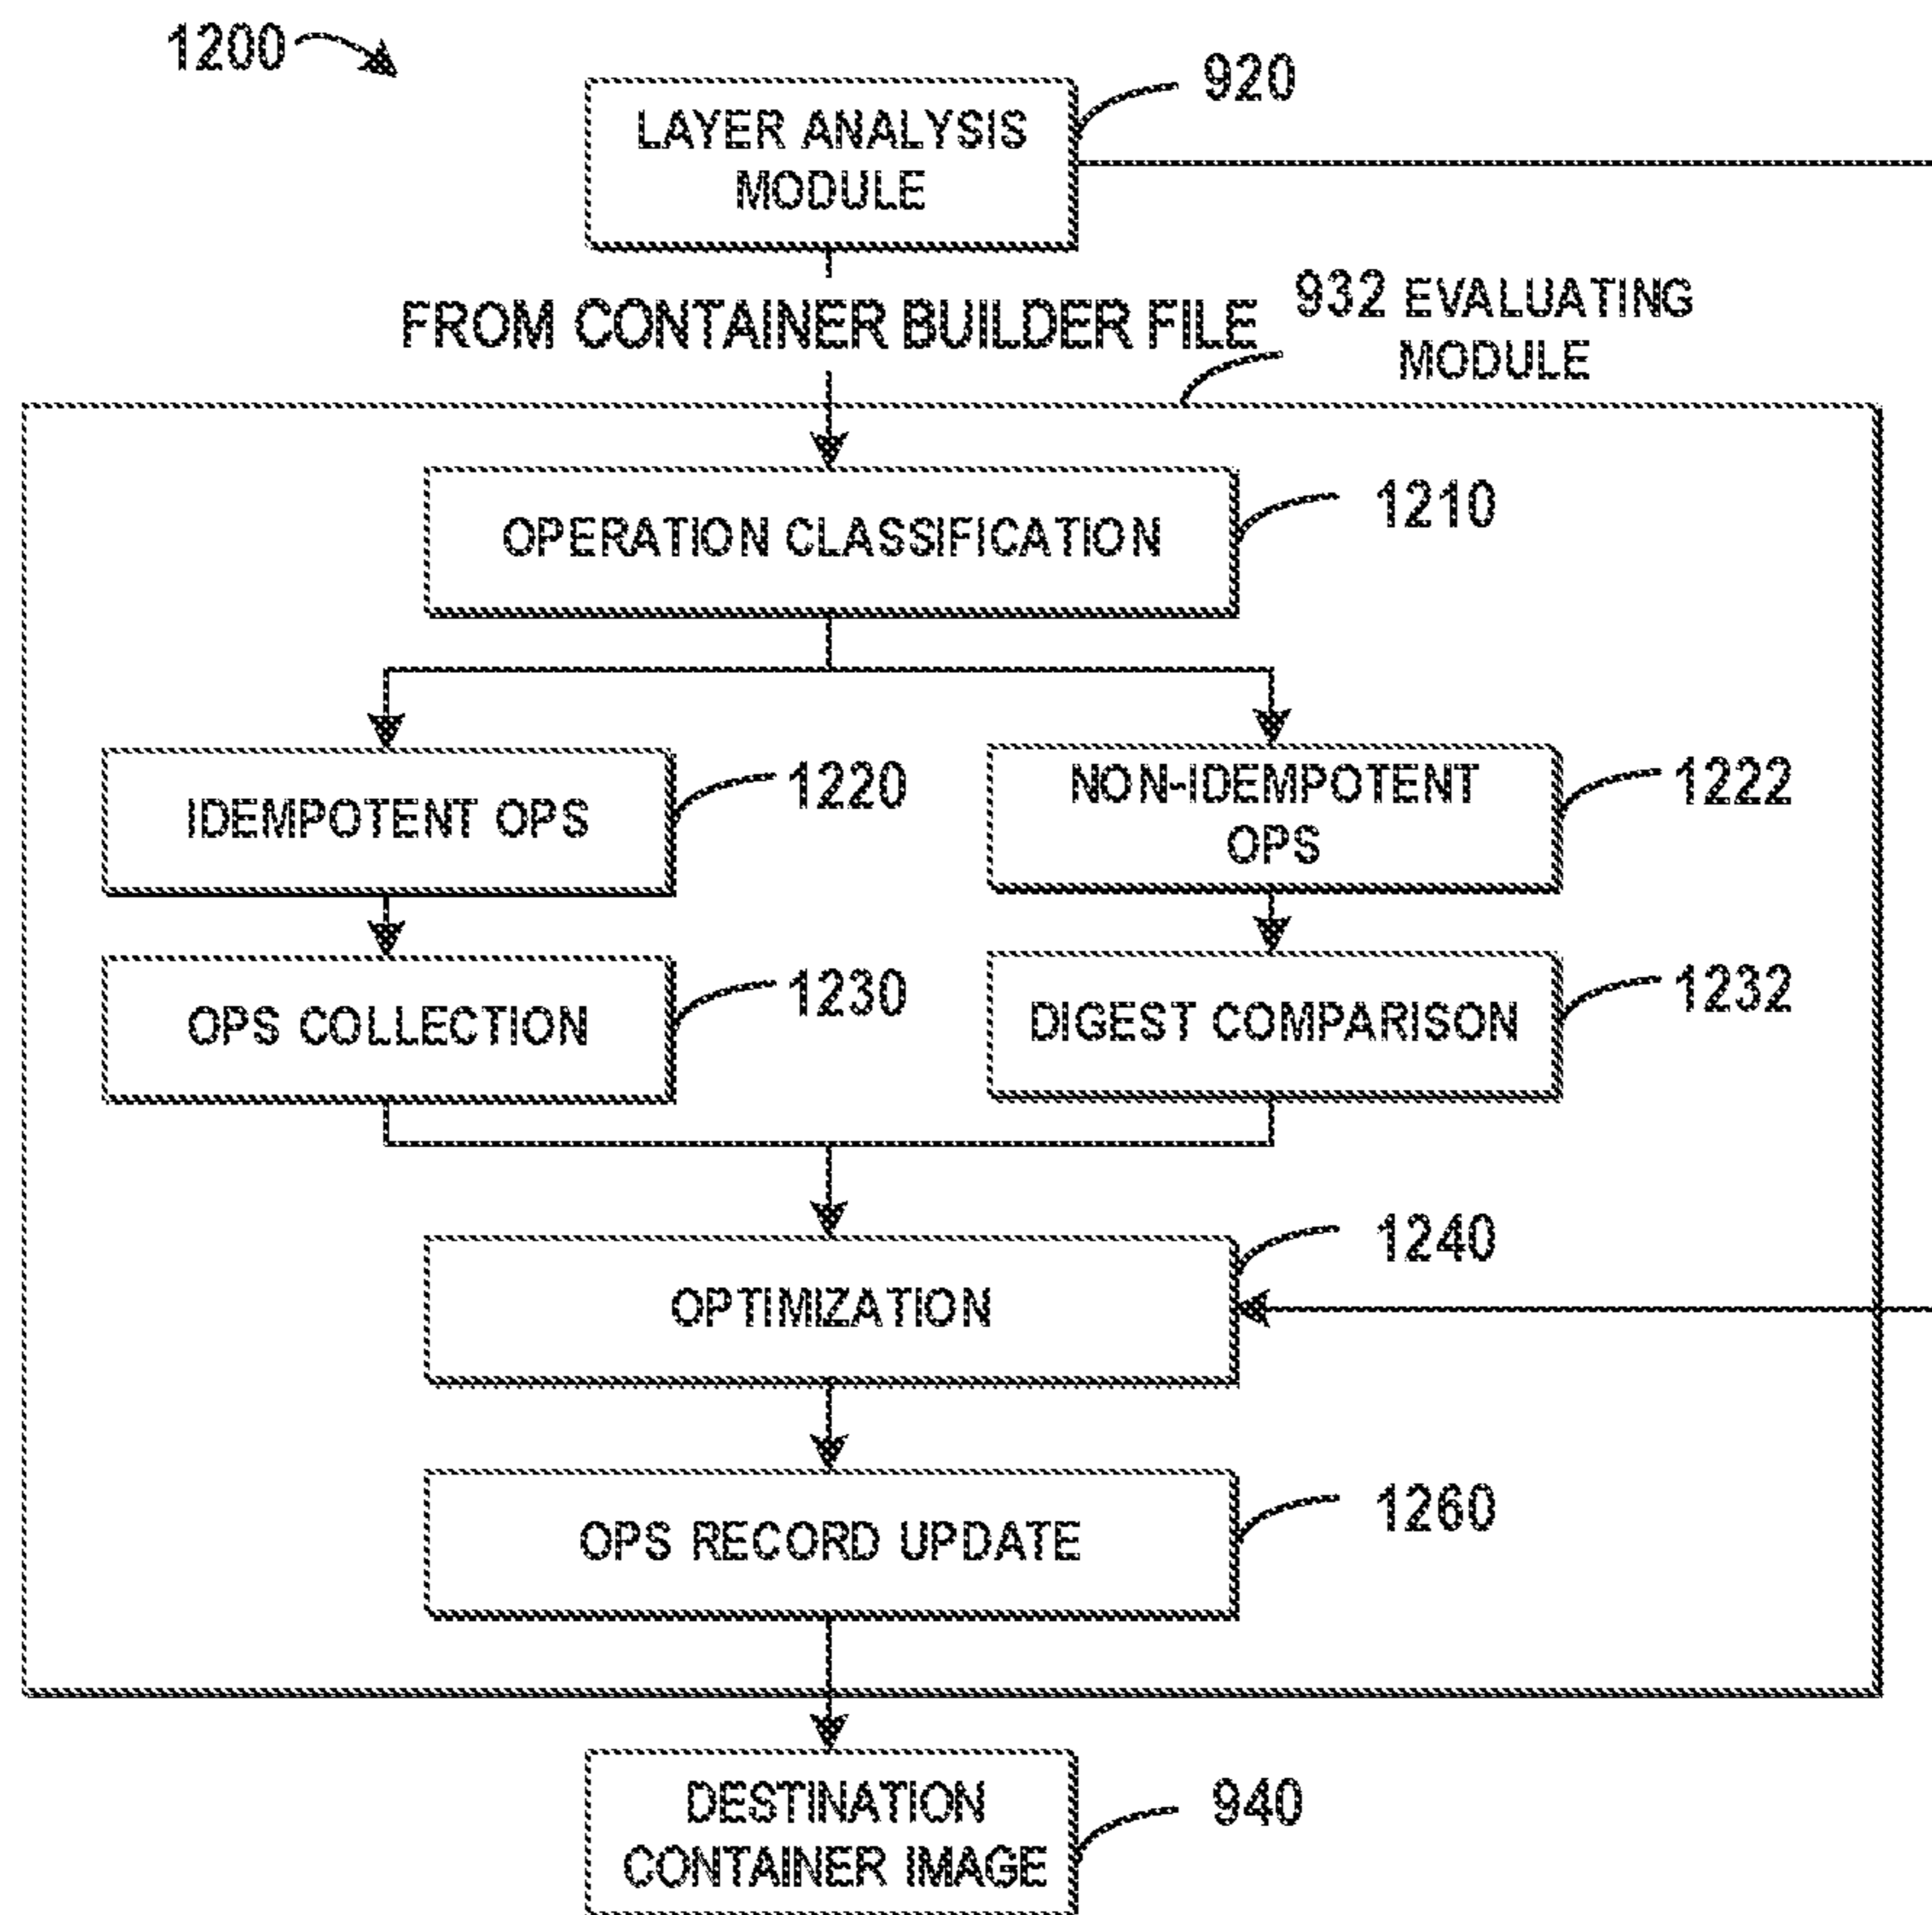 1200
920
LAYER ANALYSIS
MODULE
FROM CONTAINER BUILDER FILE
932 EVALUATING
MODULE
OPERATION CLASSIFICATION
1210
IDEMPOTENT OPS
1220
NON-IDEMPOTENT
OPS
1222
OPS COLLECTION
1230
DIGEST COMPARISON
1232
OPTIMIZATION
1240
OPS RECORD UPDATE
1260
DESTINATION
CONTAINER IMAGE
940